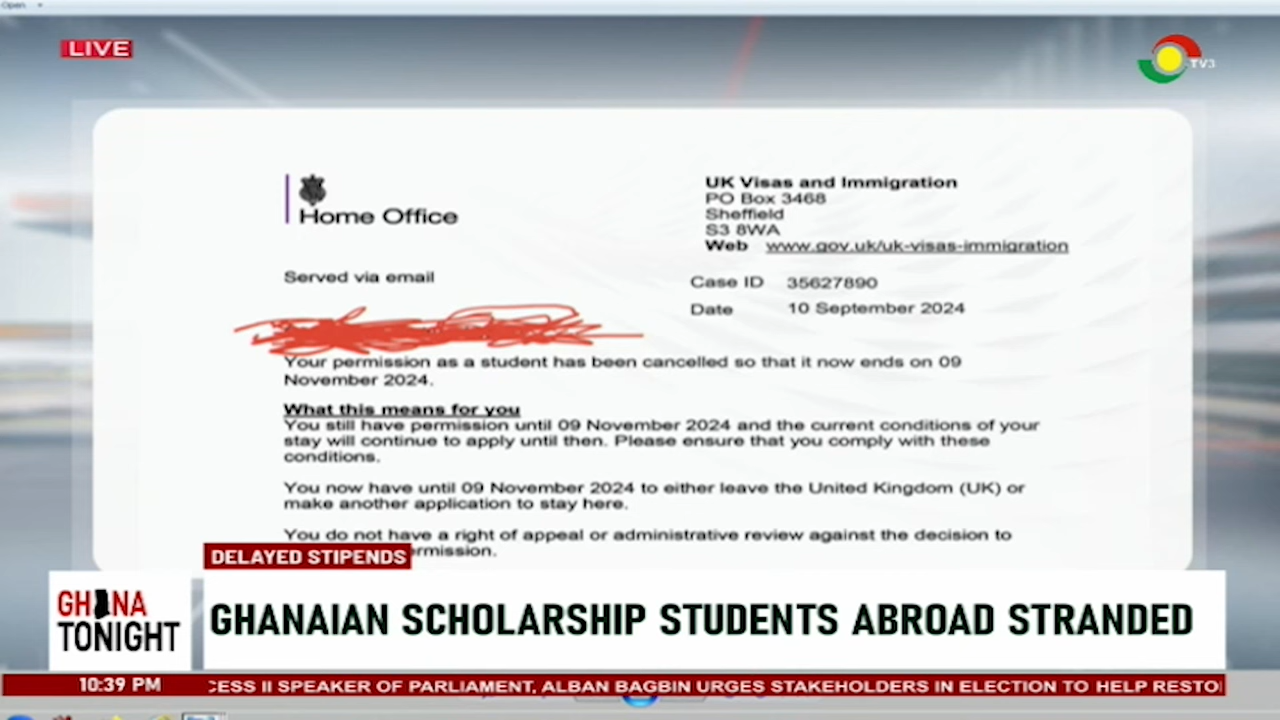 Open
LIVE
TV3
Home Office
UK Visas and Immigration
PO Box 3468
Sheffield
S3 8WA
Web www.gov.uk/uk-visas-immigration
Served via email
Case ID 35627890
Date 10 September 2024
Your permission as a student has been cancelled so that it now ends on 09
November 2024.
What this means for you
You still have permission until 09 November 2024 and the current conditions of your
stay will continue to apply until then. Please ensure that you comply with these
conditions.
You now have until 09 November 2024 to either leave the United Kingdom (UK) or
make another application to stay here.
You do not have a right of appeal or administrative review against the decision to
ermission.
DELAYED STIPENDS
GHANA
TONIGHT
GHANAIAN SCHOLARSHIP STUDENTS ABROAD STRANDED
10:39 PM
CESS II SPEAKER OF PARLIAMENT, ALBAN BAGBIN URGES STAKEHOLDERS IN ELECTION TO HELP RESTO